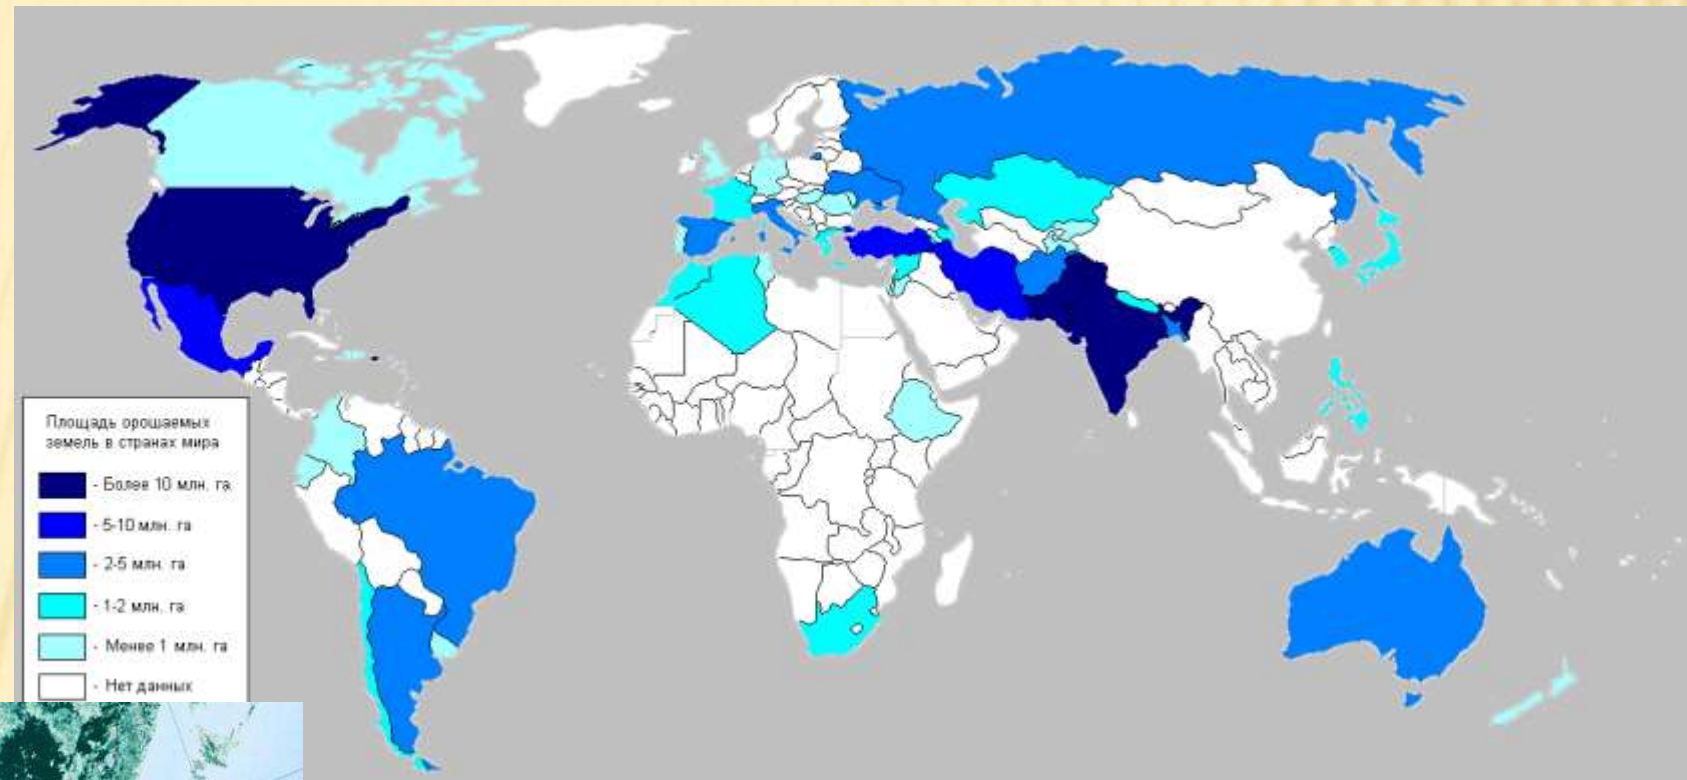 Площадь орошаемых
земель в странах мира
- Более 10 млн. га
- 5-10 млн. га
- 2-5 млн. га
- 1-2 млн. га
- Менее 1 млн. га
- Нет данных